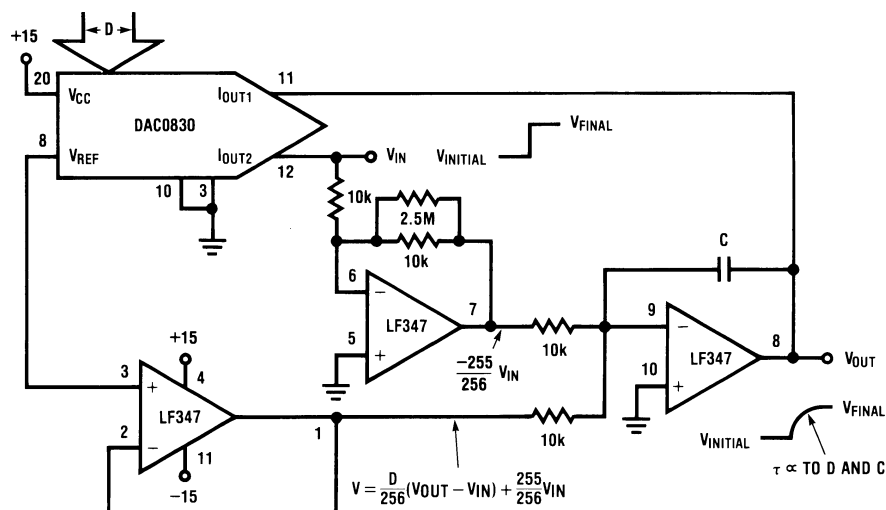 D
+15
20
VCC
IOUT1
11
DAC0830
8
VREF
IOUT2
12
VIN
VINITIAL
VFINAL
10
3
10k
2.5M
10k
C
6
−
7
LF347
5
+
−255/256 VIN
10k
9
−
8
LF347
10
+
VOUT
+15
4
3
+
LF347
2
−
11
−15
1
10k
V = D/256 (VOUT − VIN) + 255/256 VIN
VINITIAL
VFINAL
τ ∝ TO D AND C